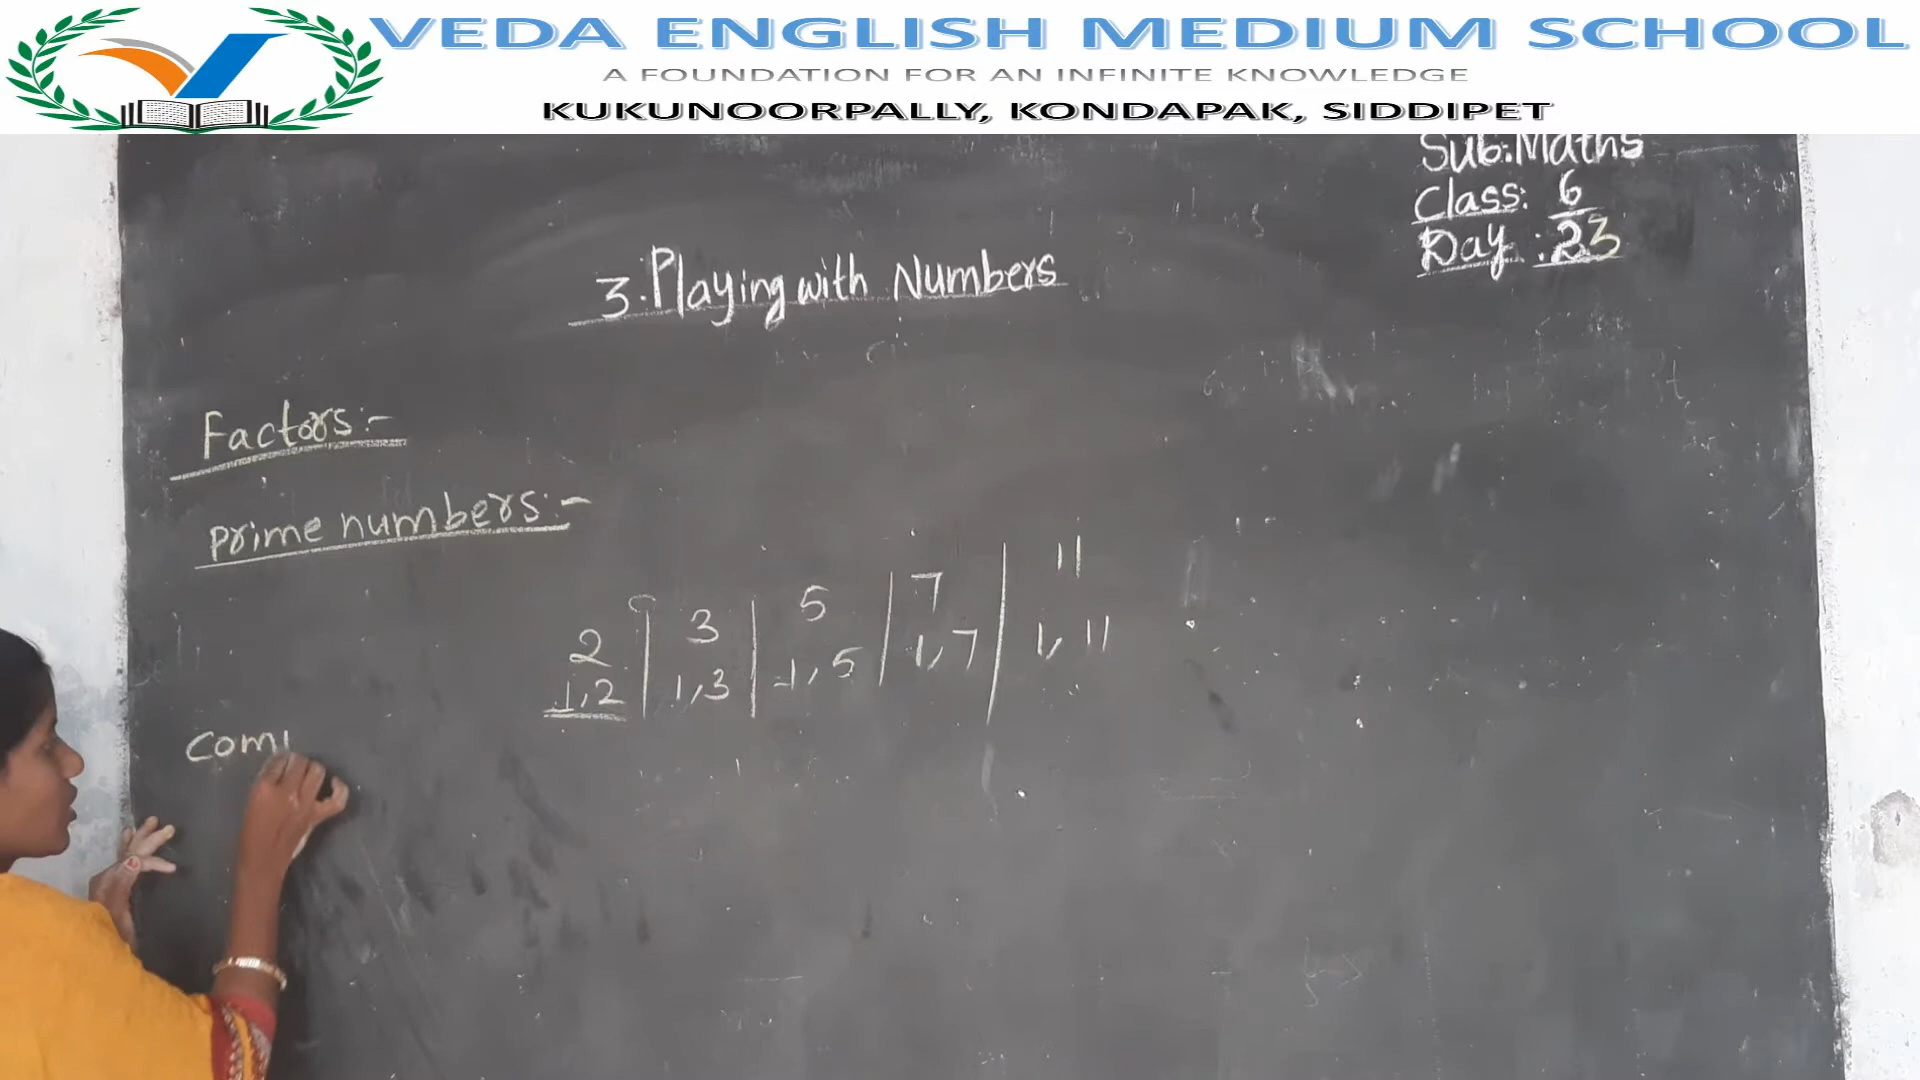 VEDA ENGLISH MEDIUM SCHOOL
A FOUNDATION FOR AN INFINITE KNOWLEDGE
KUKUNOORPALLY, KONDAPAK, SIDDIPET
Sub:Maths
Class: 6
Day : 23
3. Playing with Numbers
Factors:-
Prime numbers:-
2 | 3 | 5 | 7 | 11
1,2 | 1,3 | 1,5 | 1,7 | 1,11
Com